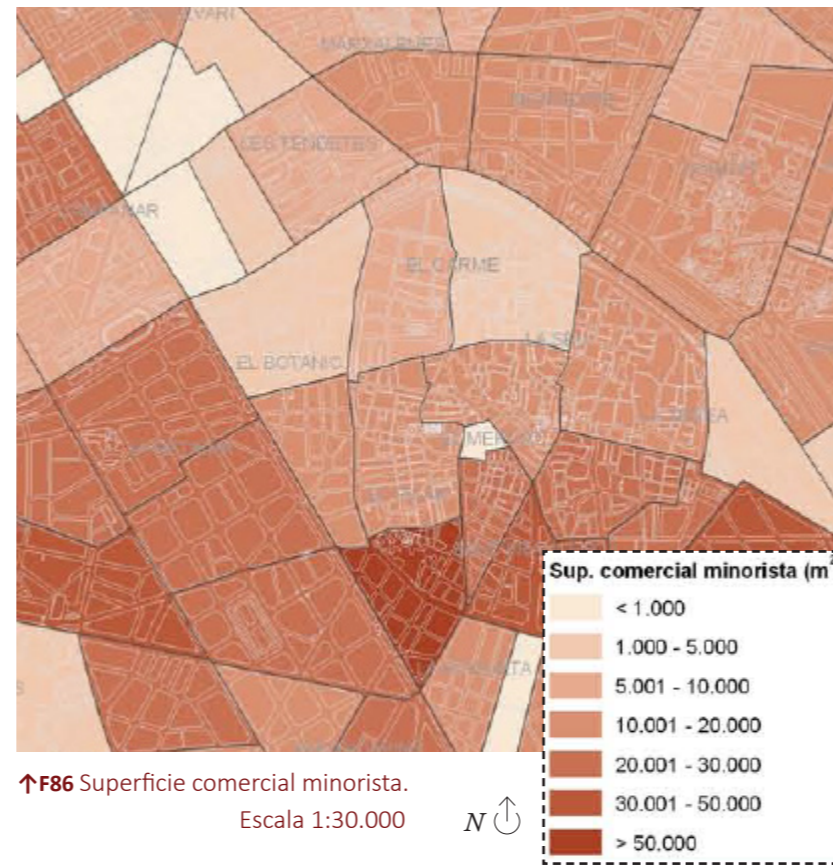 MARXALENES
LES TENDETES
EL CARME
LA SEU
EL BOTANIC
EL MERCAT
Sup. comercial minorista (m²
< 1.000
1.000 - 5.000
5.001 - 10.000
10.001 - 20.000
20.001 - 30.000
30.001 - 50.000
> 50.000
↑F86 Superficie comercial minorista.
Escala 1:30.000
N